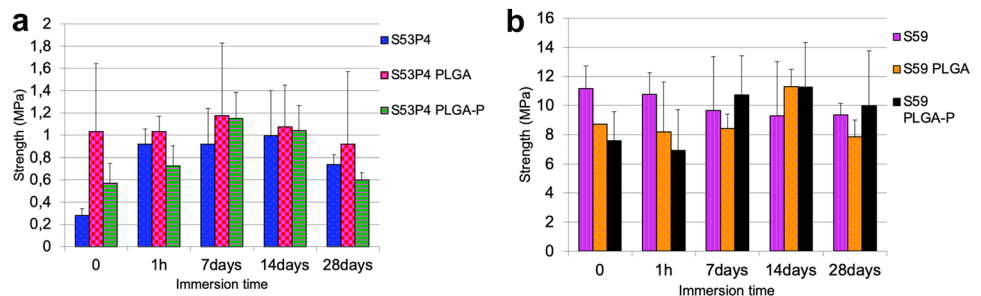 a
2
1,8
1,6
1,4
1,2
1
0,8
0,6
0,4
0,2
0
Strength (MPa)
0 1h 7days 14days 28days
Immersion time
S53P4
S53P4 PLGA
S53P4 PLGA-P
b
16
14
12
10
8
6
4
2
0
Strength (MPa)
0 1h 7days 14days 28days
Immersion time
S59
S59 PLGA
S59
PLGA-P